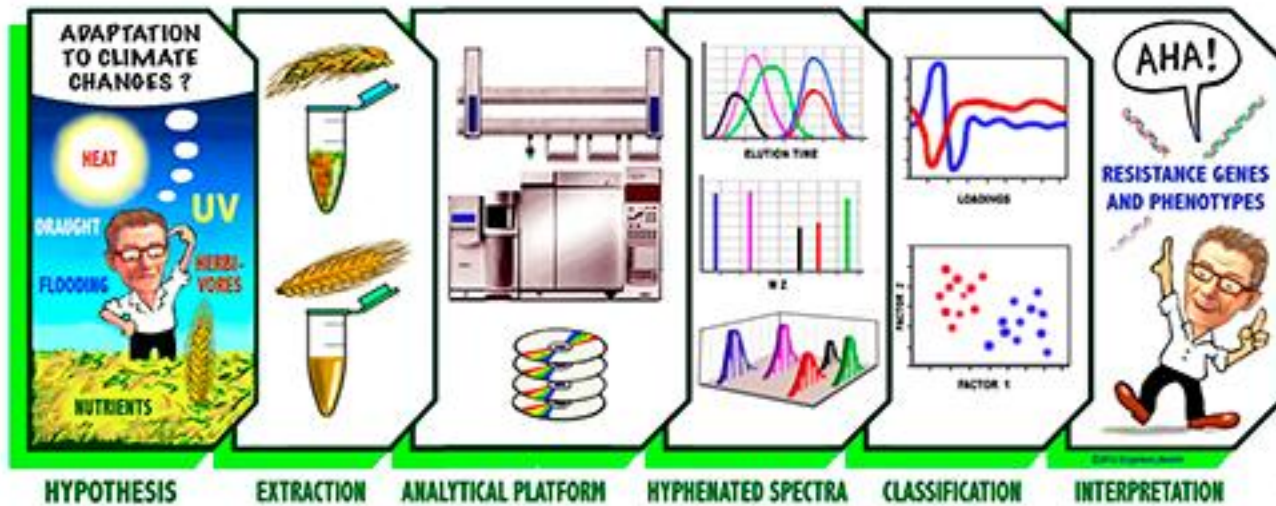 ADAPTATION
TO CLIMATE
CHANGES ?
HEAT
UV
DRAUGHT
FLOODING
HERBI-
VORES
NUTRIENTS
ELUTION TIME
M Z
LOADINGS
FACTOR 2
FACTOR 1
AHA!
RESISTANCE GENES
AND PHENOTYPES
HYPOTHESIS
EXTRACTION
ANALYTICAL PLATFORM
HYPHENATED SPECTRA
CLASSIFICATION
INTERPRETATION